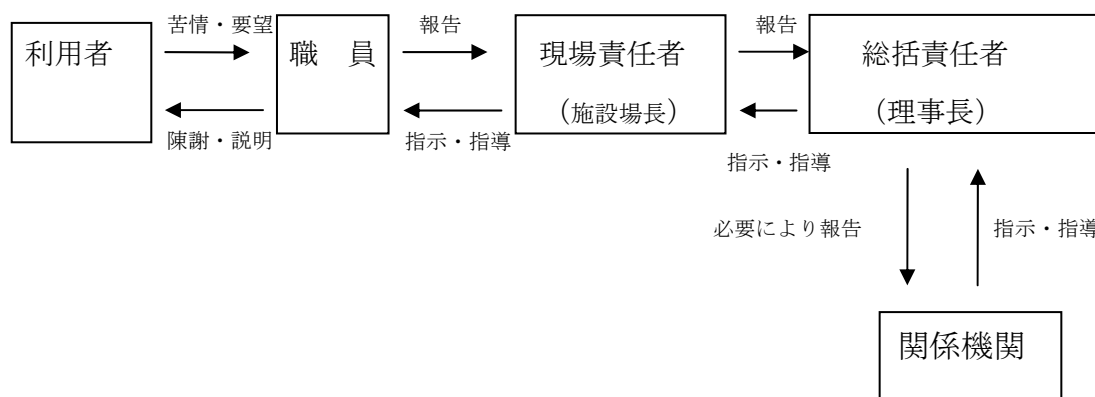 苦情・要望
報告
報告
利用者
職　員
現場責任者
(施設場長)
総括責任者
(理事長)
陳謝・説明
指示・指導
指示・指導
必要により報告
指示・指導
関係機関